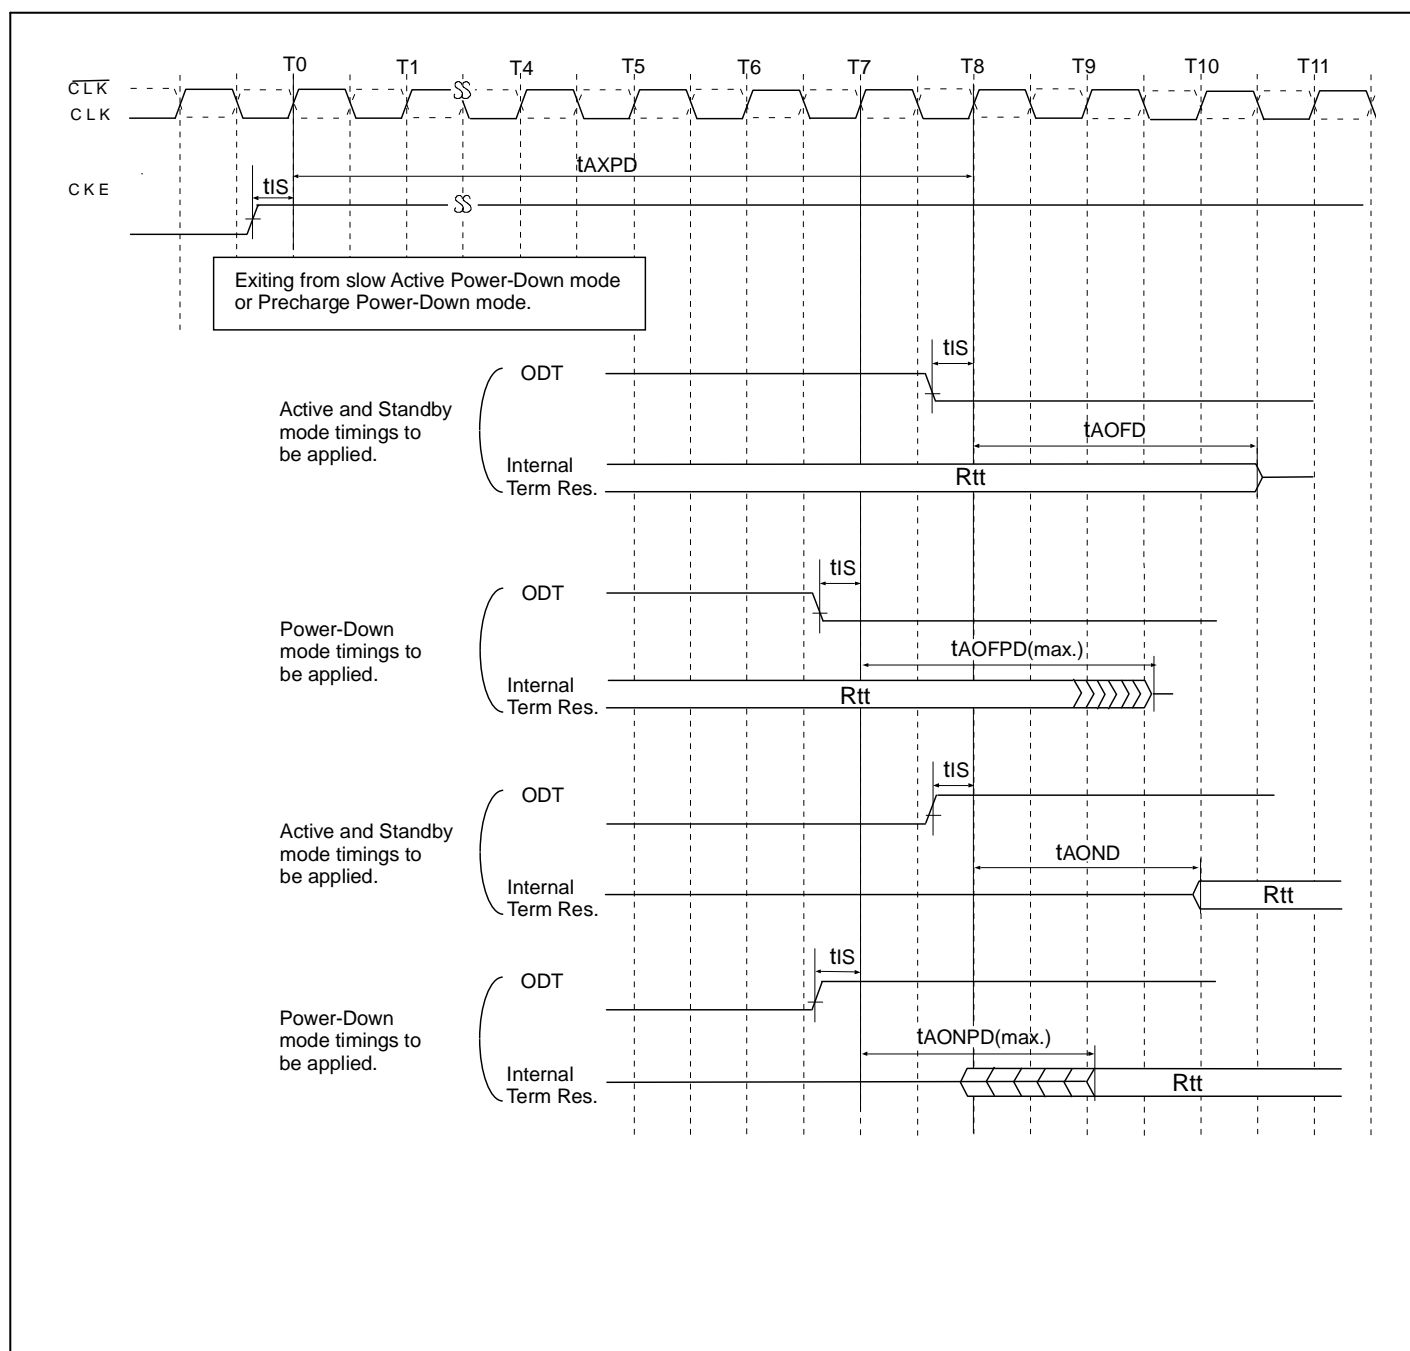 T0 T1 T4 T5 T6 T7 T8 T9 T10 T11
CLK
CLK
tAXPD
CKE
tIS
Exiting from slow Active Power-Down mode
or Precharge Power-Down mode.
tIS
ODT
Active and Standby
mode timings to
be applied.
tAOFD
Internal
Term Res.
Rtt
tIS
ODT
Power-Down
mode timings to
be applied.
tAOFPD(max.)
Internal
Term Res.
Rtt
tIS
ODT
Active and Standby
mode timings to
be applied.
tAOND
Internal
Term Res.
Rtt
tIS
ODT
Power-Down
mode timings to
be applied.
tAONPD(max.)
Internal
Term Res.
Rtt